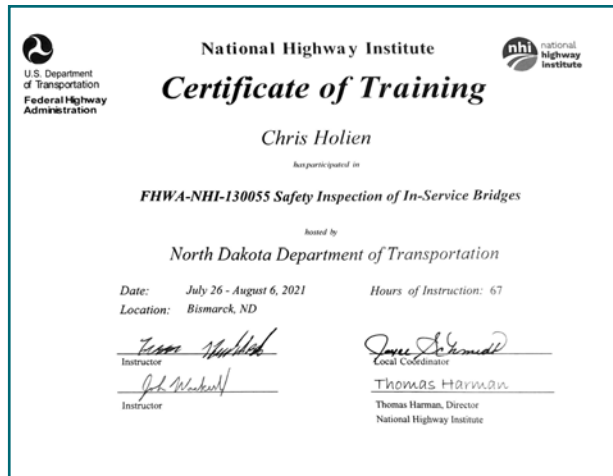 National Highway Institute
nhi national
highway
institute
U.S. Department
of Transportation
Federal Highway
Administration
Certificate of Training
Chris Holien
has participated in
FHWA-NHI-130055 Safety Inspection of In-Service Bridges
hosted by
North Dakota Department of Transportation
Date: July 26 - August 6, 2021
Hours of Instruction: 67
Location: Bismarck, ND
Instructor
Joyce Schmidt
Local Coordinator
Instructor
Thomas Harman
Thomas Harman, Director
National Highway Institute